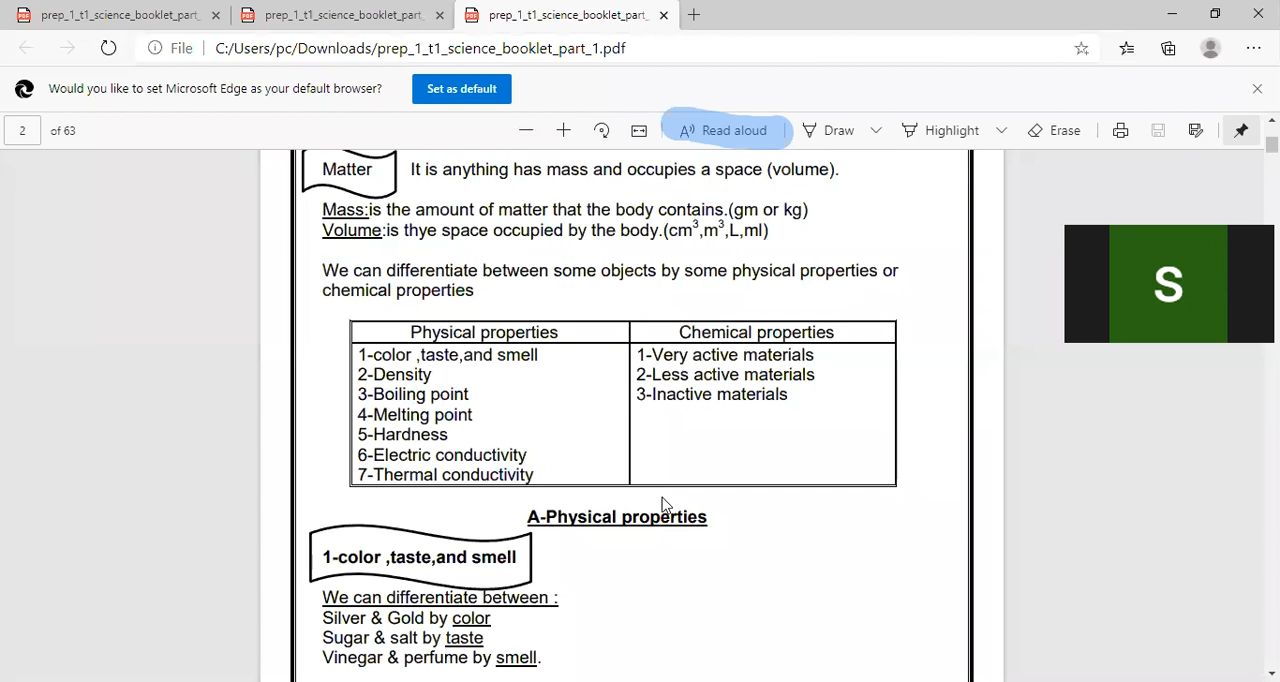 prep_1_t1_science_booklet_part_ prep_1_t1_science_booklet_part_ prep_1_t1_science_booklet_part_
File C:/Users/pc/Downloads/prep_1_t1_science_booklet_part_1.pdf
Would you like to set Microsoft Edge as your default browser? Set as default
2 of 63 Read aloud Draw Highlight Erase
Matter It is anything has mass and occupies a space (volume).
Mass:is the amount of matter that the body contains.(gm or kg)
Volume:is thye space occupied by the body.(cm³,m³,L,ml)
We can differentiate between some objects by some physical properties or
chemical properties
Physical properties Chemical properties
1-color ,taste,and smell 1-Very active materials
2-Density 2-Less active materials
3-Boiling point 3-Inactive materials
4-Melting point
5-Hardness
6-Electric conductivity
7-Thermal conductivity
S
A-Physical properties
1-color ,taste,and smell
We can differentiate between :
Silver & Gold by color
Sugar & salt by taste
Vinegar & perfume by smell.